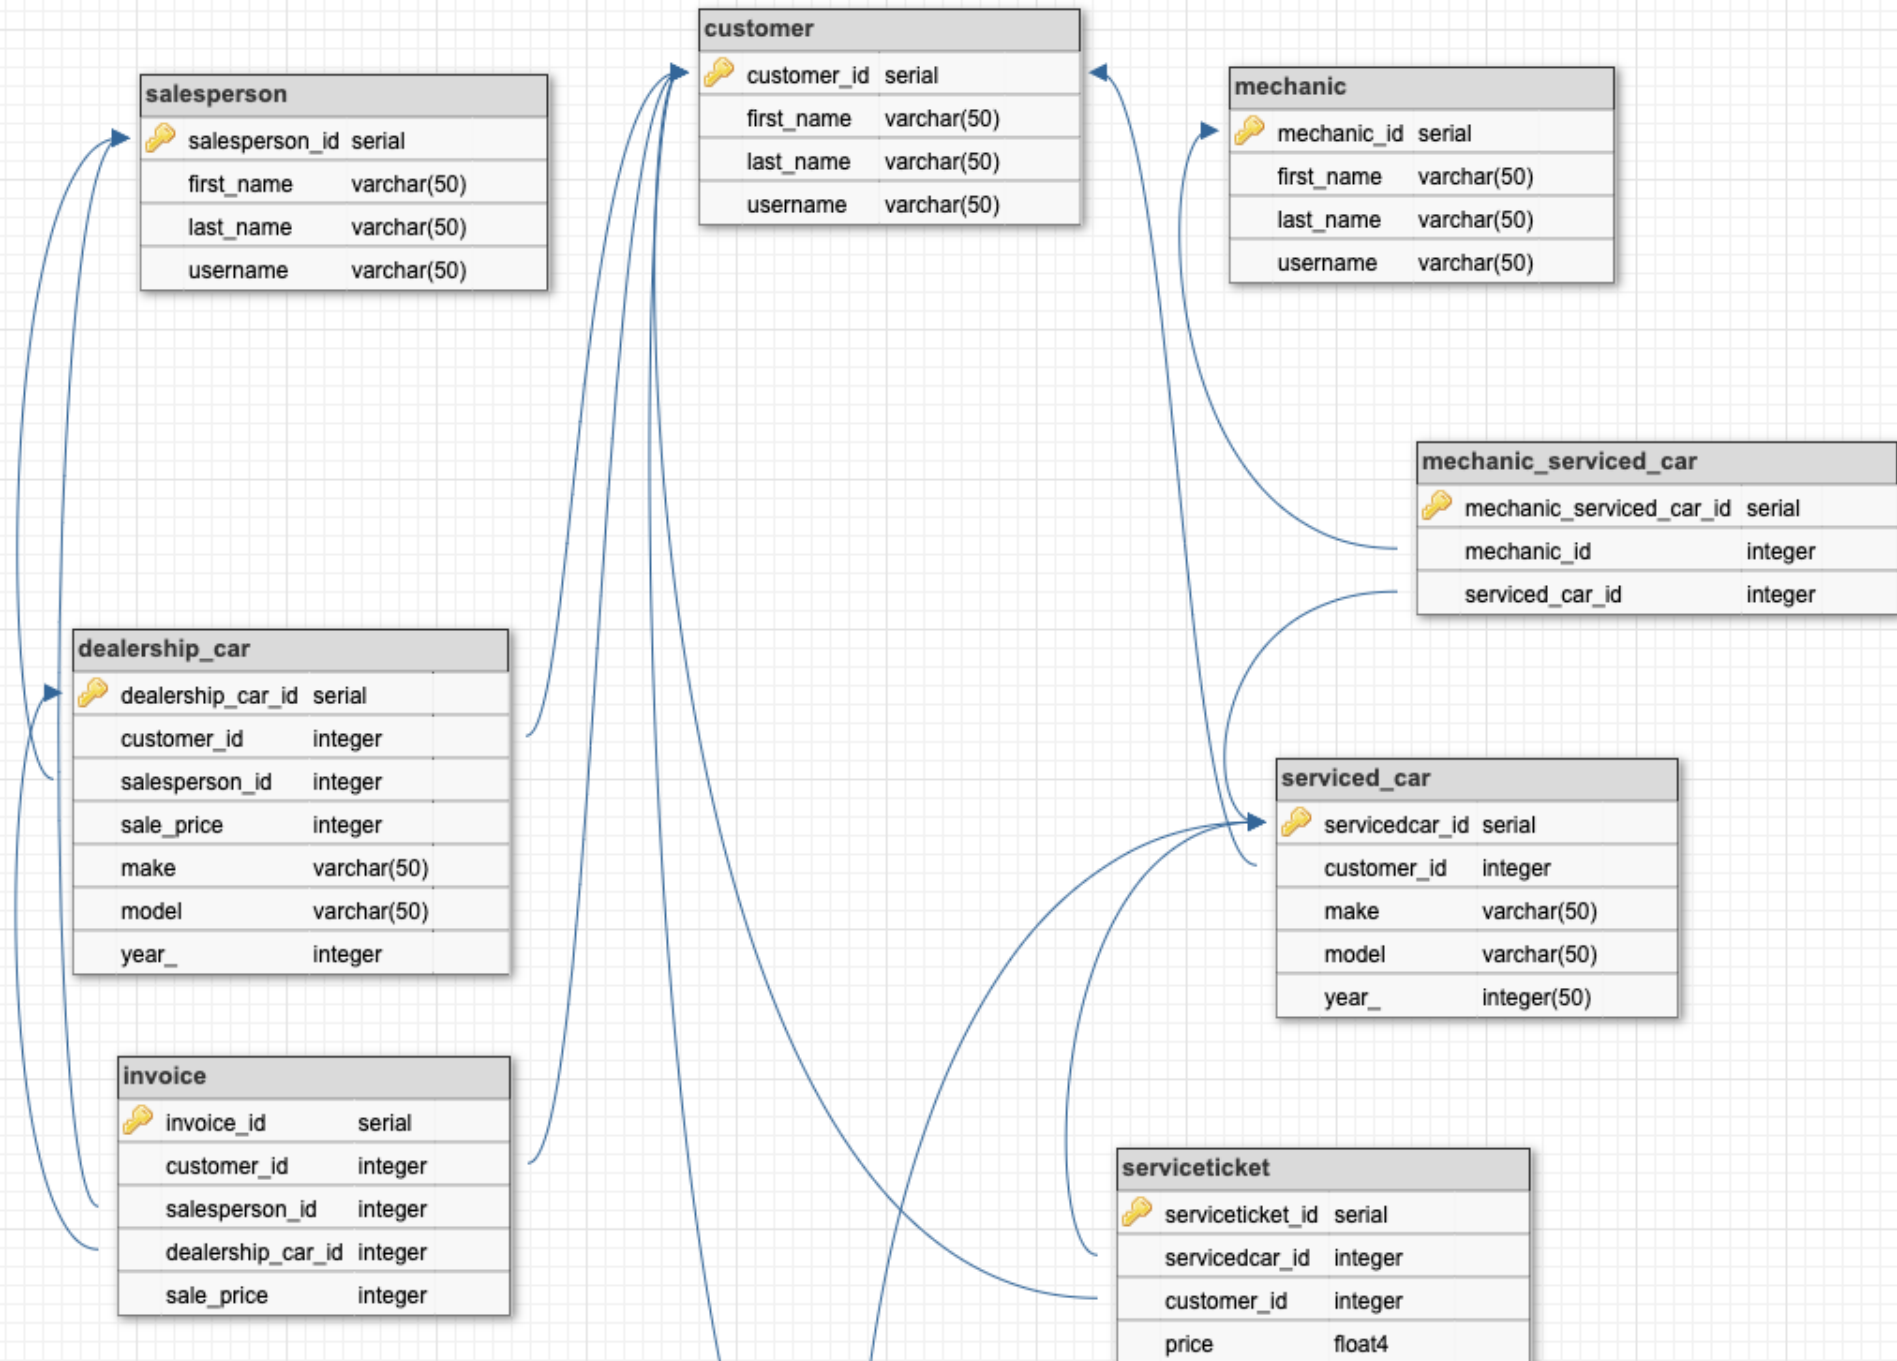 customer
customer_id serial
first_name varchar(50)
last_name varchar(50)
username varchar(50)
salesperson
salesperson_id serial
first_name varchar(50)
last_name varchar(50)
username varchar(50)
mechanic
mechanic_id serial
first_name varchar(50)
last_name varchar(50)
username varchar(50)
mechanic_serviced_car
mechanic_serviced_car_id serial
mechanic_id integer
serviced_car_id integer
dealership_car
dealership_car_id serial
customer_id integer
salesperson_id integer
sale_price integer
make varchar(50)
model varchar(50)
year_ integer
serviced_car
servicedcar_id serial
customer_id integer
make varchar(50)
model varchar(50)
year_ integer(50)
invoice
invoice_id serial
customer_id integer
salesperson_id integer
dealership_car_id integer
sale_price integer
serviceticket
serviceticket_id serial
servicedcar_id integer
customer_id integer
price float4